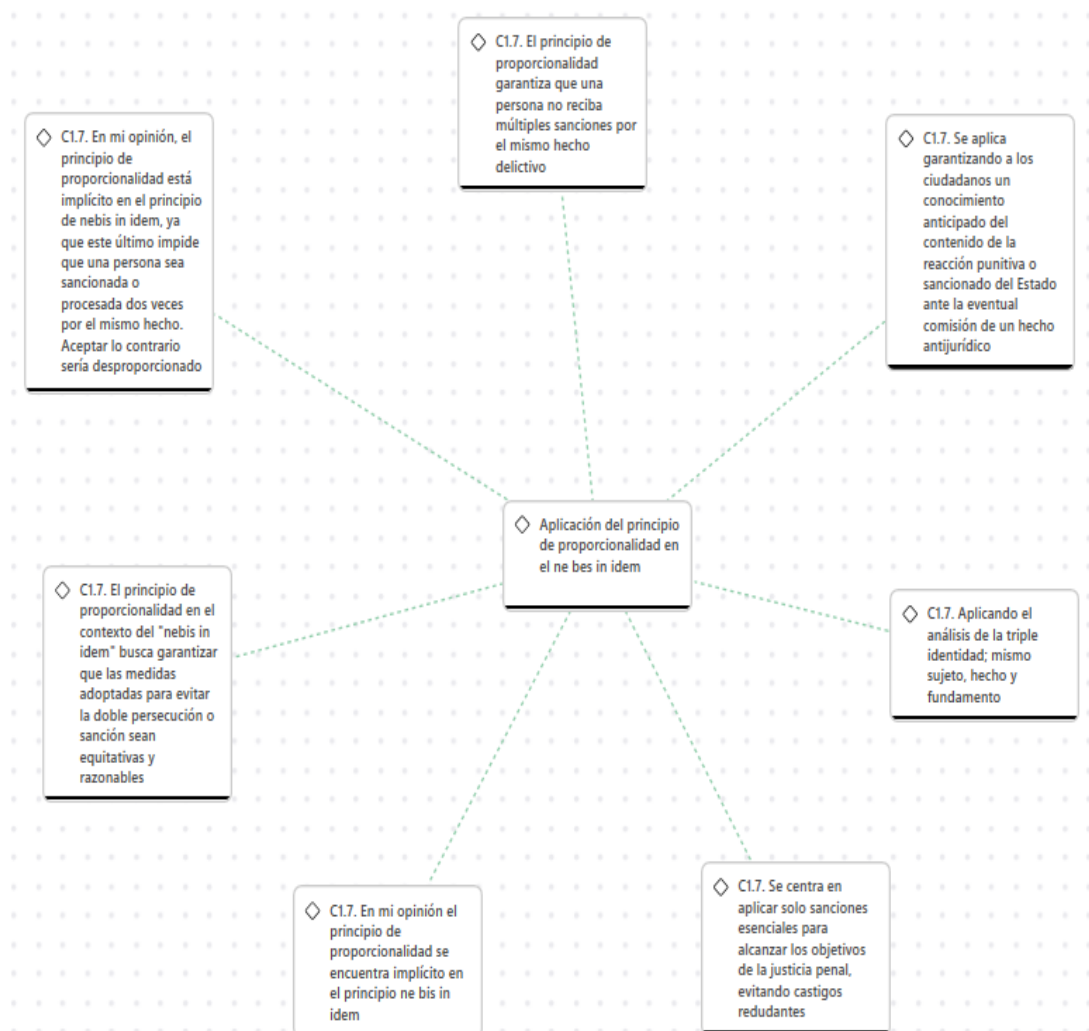 C1.7. El principio de
proporcionalidad
garantiza que una
persona no reciba
múltiples sanciones por
el mismo hecho
delictivo
C1.7. En mi opinión, el
principio de
proporcionalidad está
implícito en el principio
de nebis in idem, ya
que este último impide
que una persona sea
sancionada o
procesada dos veces
por el mismo hecho.
Aceptar lo contrario
sería desproporcionado
C1.7. Se aplica
garantizando a los
ciudadanos un
conocimiento
anticipado del
contenido de la
reacción punitiva o
sancionado del Estado
ante la eventual
comisión de un hecho
antijurídico
Aplicación del principio
de proporcionalidad en
el ne bes in idem
C1.7. El principio de
proporcionalidad en el
contexto del "nebis in
idem" busca garantizar
que las medidas
adoptadas para evitar
la doble persecución o
sanción sean
equitativas y
razonables
C1.7. Aplicando el
análisis de la triple
identidad; mismo
sujeto, hecho y
fundamento
C1.7. En mi opinión el
principio de
proporcionalidad se
encuentra implícito en
el principio ne bis in
idem
C1.7. Se centra en
aplicar solo sanciones
esenciales para
alcanzar los objetivos
de la justicia penal,
evitando castigos
redudantes